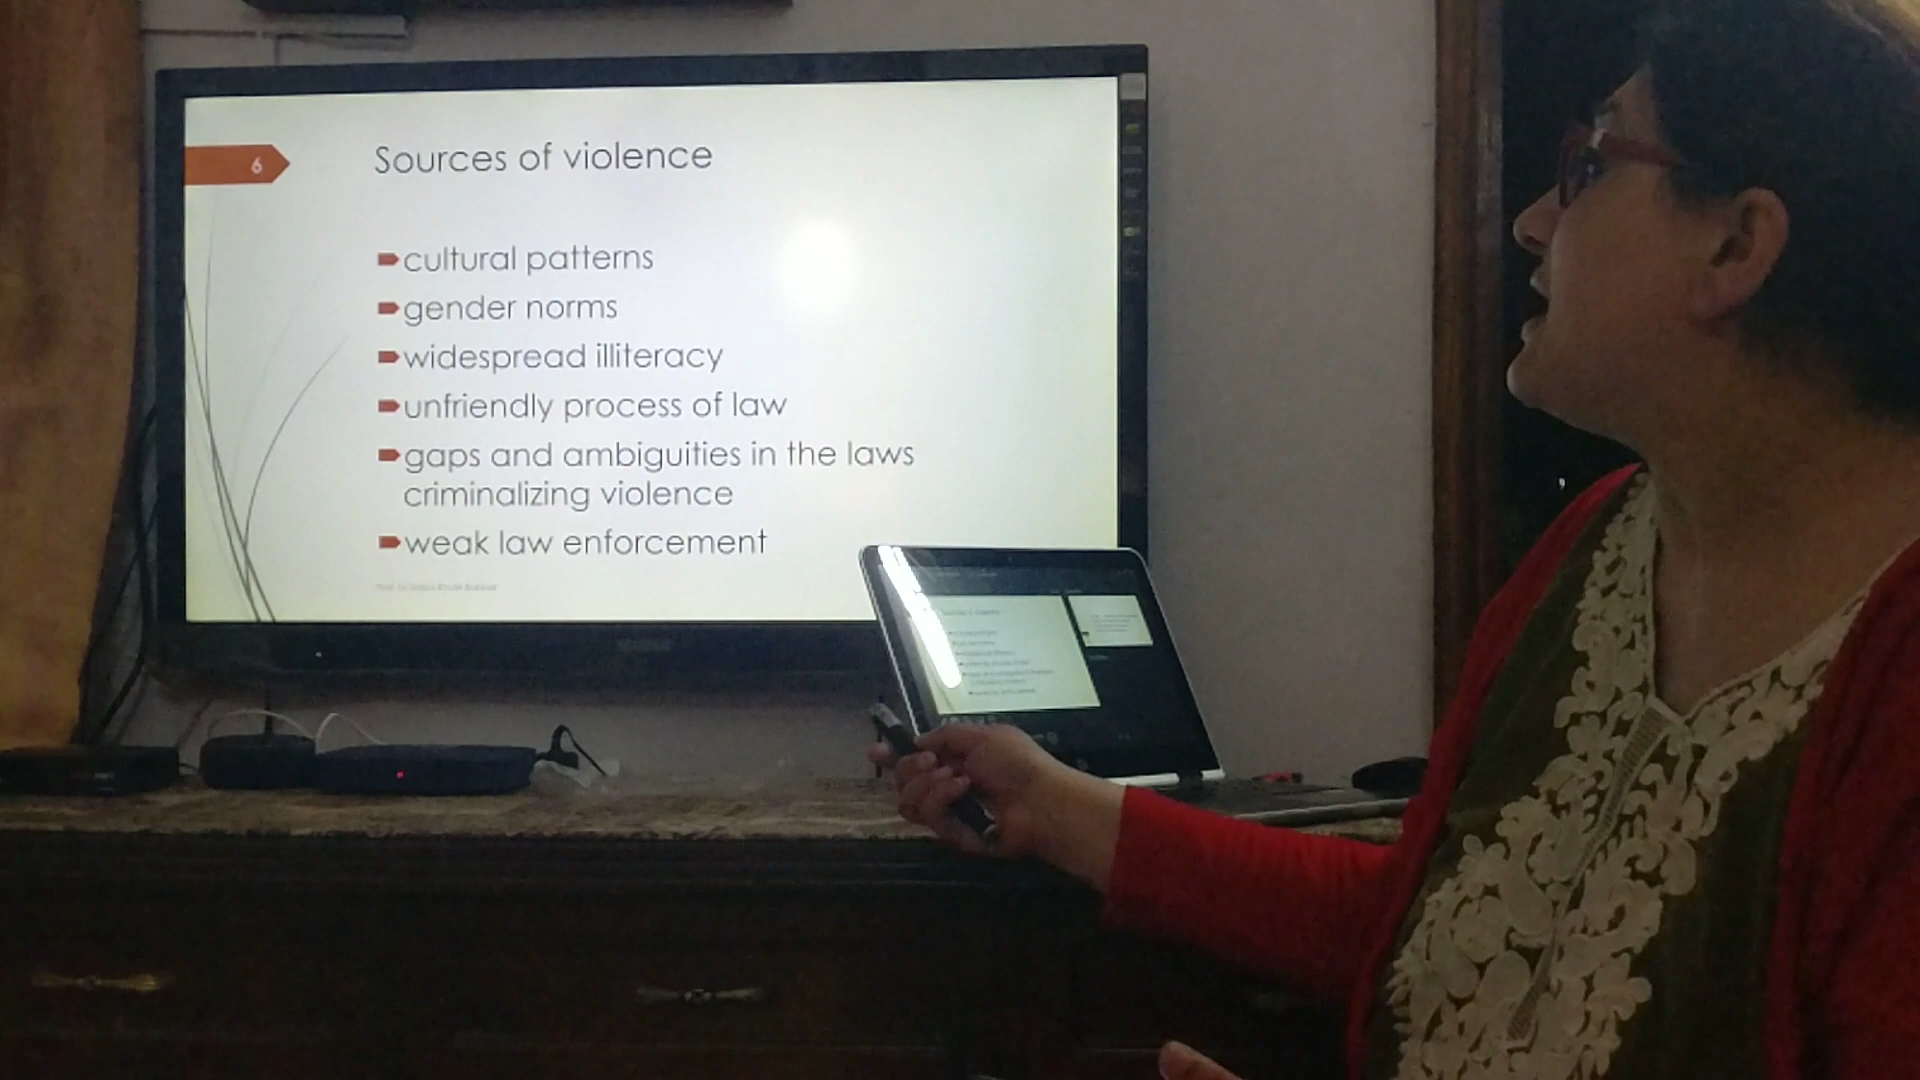 6
Sources of violence
cultural patterns
gender norms
widespread illiteracy
unfriendly process of law
gaps and ambiguities in the laws
criminalizing violence
weak law enforcement